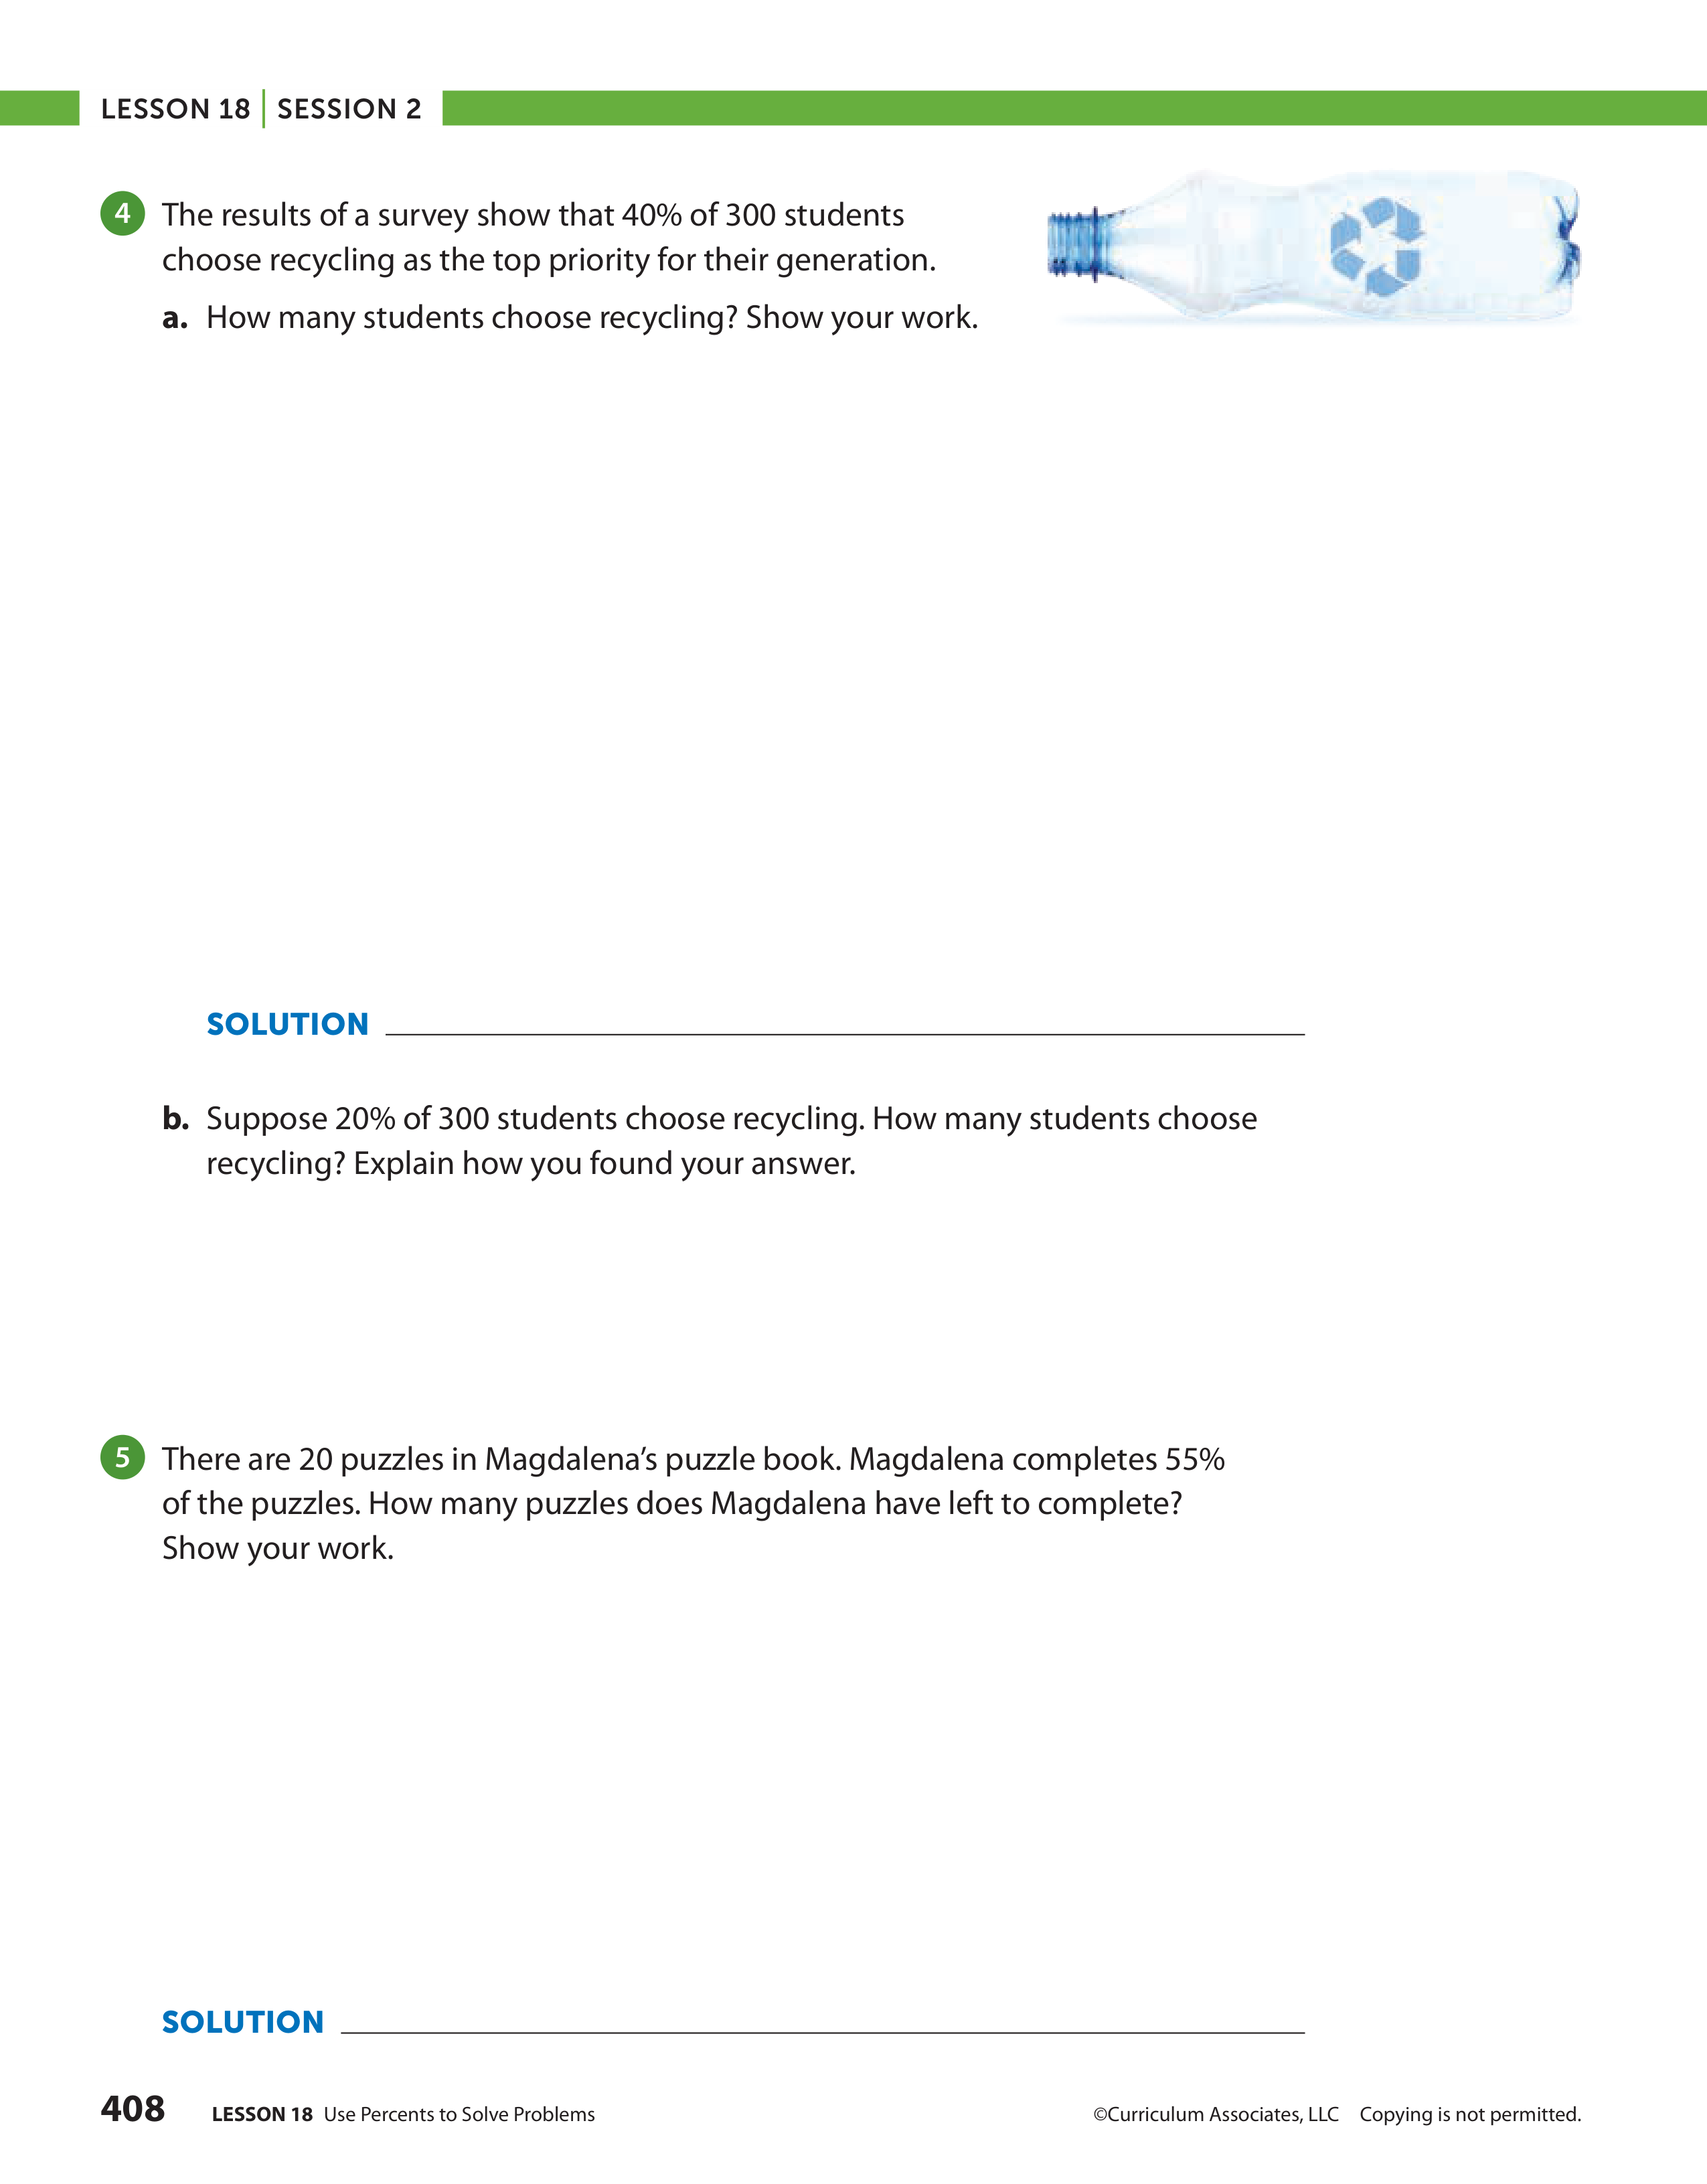 LESSON 18 | SESSION 2
4 The results of a survey show that 40% of 300 students
choose recycling as the top priority for their generation.
a. How many students choose recycling? Show your work.
SOLUTION
b. Suppose 20% of 300 students choose recycling. How many students choose
recycling? Explain how you found your answer.
5 There are 20 puzzles in Magdalena’s puzzle book. Magdalena completes 55%
of the puzzles. How many puzzles does Magdalena have left to complete?
Show your work.
SOLUTION
408 LESSON 18 Use Percents to Solve Problems ©Curriculum Associates, LLC Copying is not permitted.